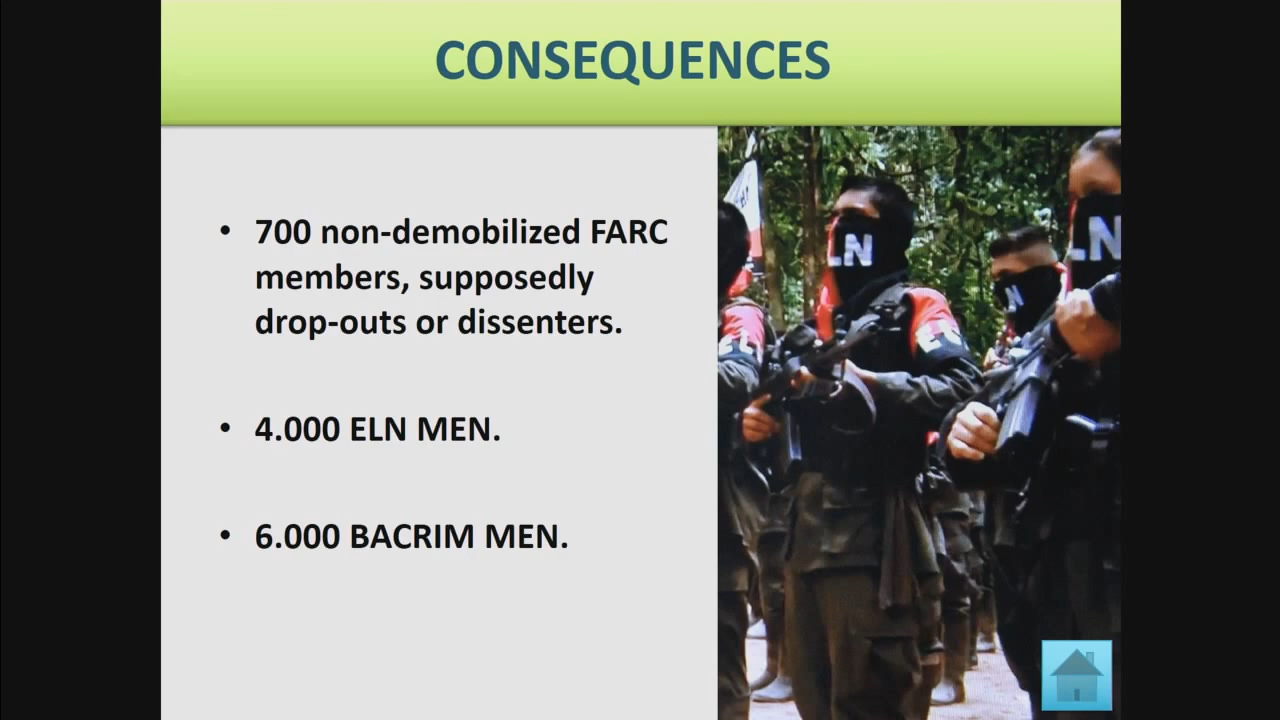 CONSEQUENCES
• 700 non-demobilized FARC
members, supposedly
drop-outs or dissenters.
• 4.000 ELN MEN.
• 6.000 BACRIM MEN.
LN
LN
N